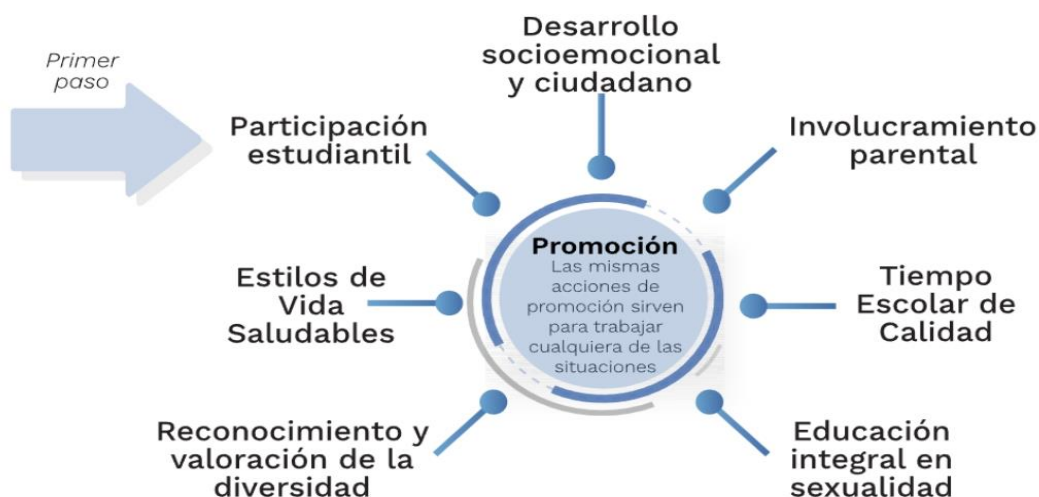 Primer
paso
Desarrollo
socioemocional
y ciudadano
Participación
estudiantil
Involucramiento
parental
Promoción
Las mismas
acciones de
promoción sirven
para trabajar
cualquiera de las
situaciones
Estilos de
Vida
Saludables
Tiempo
Escolar de
Calidad
Reconocimiento y
valoración de la
diversidad
Educación
integral en
sexualidad